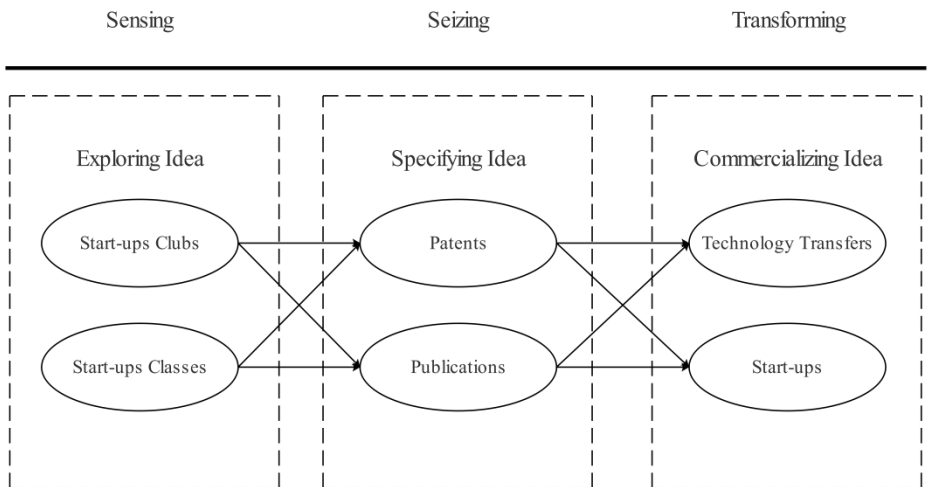 Sensing
Seizing
Transforming
Exploring Idea
Specifying Idea
Commercializing Idea
Start-ups Clubs
Patents
Technology Transfers
Start-ups Classes
Publications
Start-ups